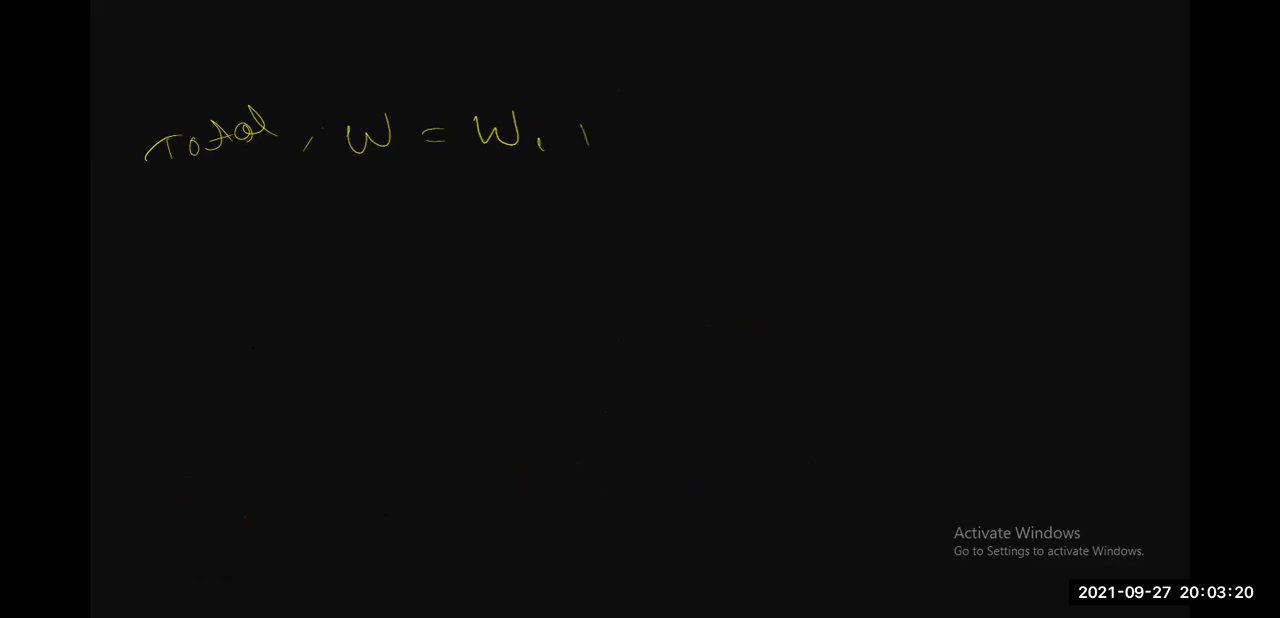 Total, W = W₁
Activate Windows
Go to Settings to activate Windows.
2021-09-27 20:03:20